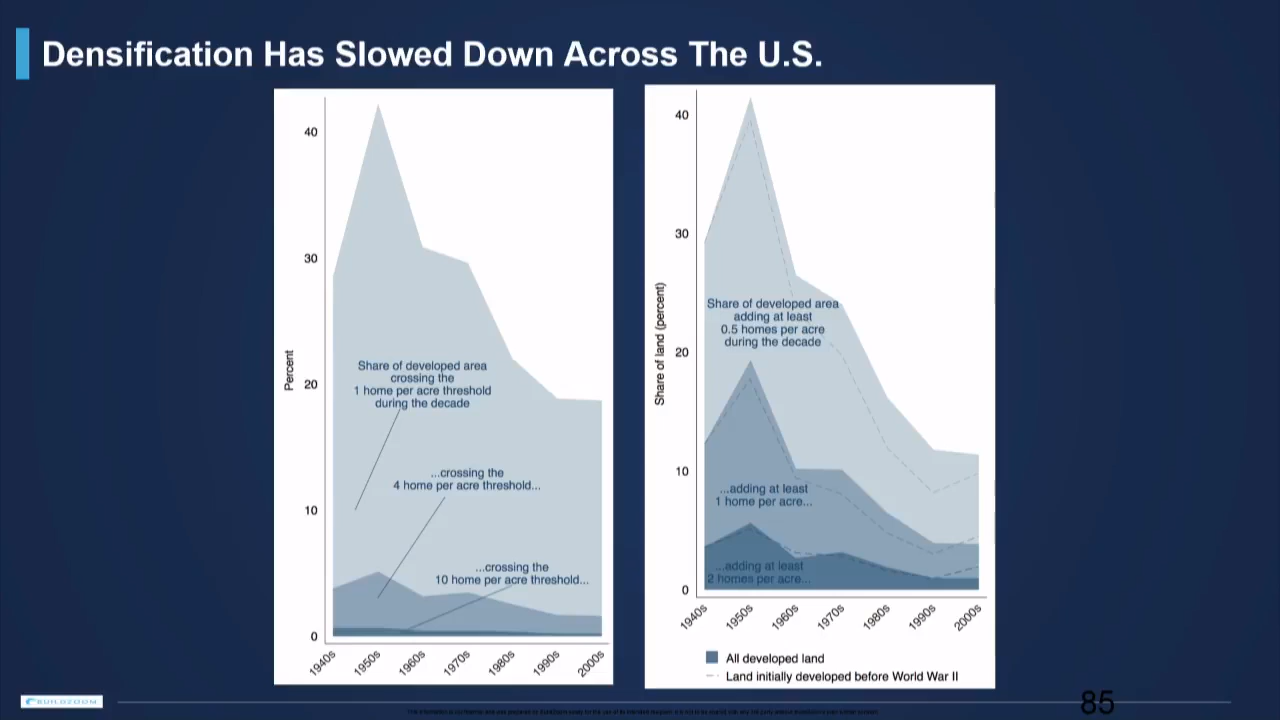 Densification Has Slowed Down Across The U.S.
40
30
20
10
0
Percent
Share of developed area
crossing the
1 home per acre threshold
during the decade
...crossing the
4 home per acre threshold...
...crossing the
10 home per acre threshold...
1940s
1950s
1960s
1970s
1980s
1990s
2000s
40
30
20
10
0
Share of land (percent)
Share of developed area
adding at least
0.5 homes per acre
during the decade
...adding at least
1 home per acre...
...adding at least
2 homes per acre...
1940s
1950s
1960s
1970s
1980s
1990s
2000s
All developed land
Land initially developed before World War II
BUILDZOOM
85